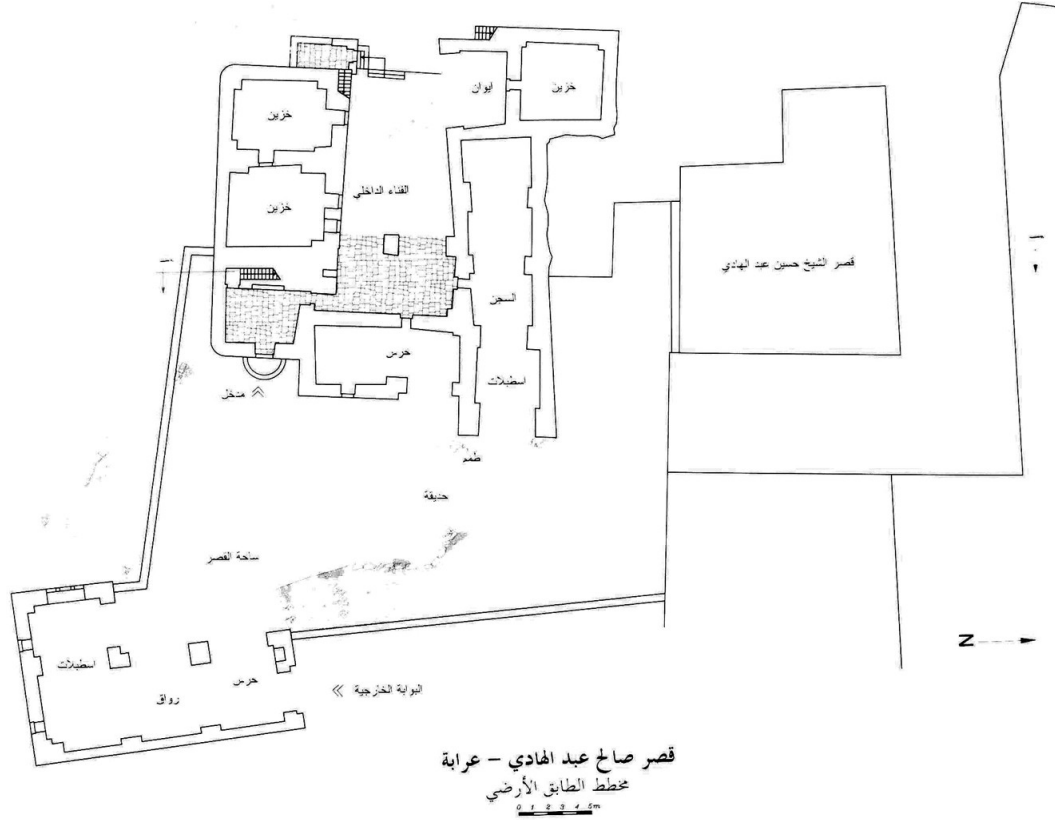 خزين
ايوان
خزين
خزين
الفناء الداخلي
قصر الشيخ حسين عبد الهادي
أ
أ
السجن
حرس
اسطبلات
مدخل
طمم
حديقة
ساحة القصر
N
اسطبلات
حرس
رواق
البوابة الخارجية
قصر صالح عبد الهادي – عرابة
مخطط الطابق الأرضي
0 1 2 3 4 5m